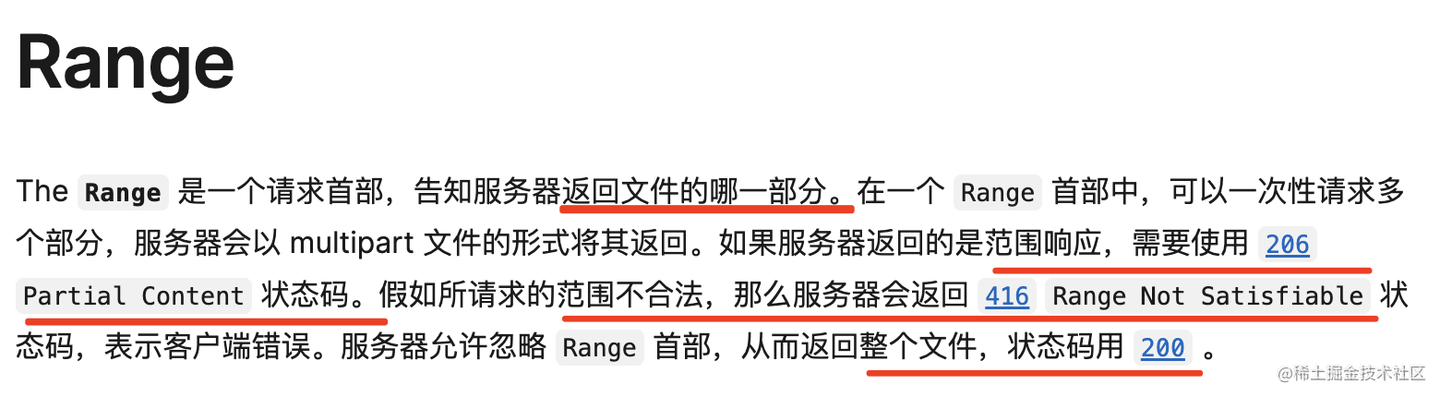 Range
The Range 是一个请求首部，告知服务器返回文件的哪一部分。在一个 Range 首部中，可以一次性请求多
个部分，服务器会以 multipart 文件的形式将其返回。如果服务器返回的是范围响应，需要使用 206
Partial Content 状态码。假如所请求的范围不合法，那么服务器会返回 416 Range Not Satisfiable 状
态码，表示客户端错误。服务器允许忽略 Range 首部，从而返回整个文件，状态码用 200 。
@稀土掘金技术社区